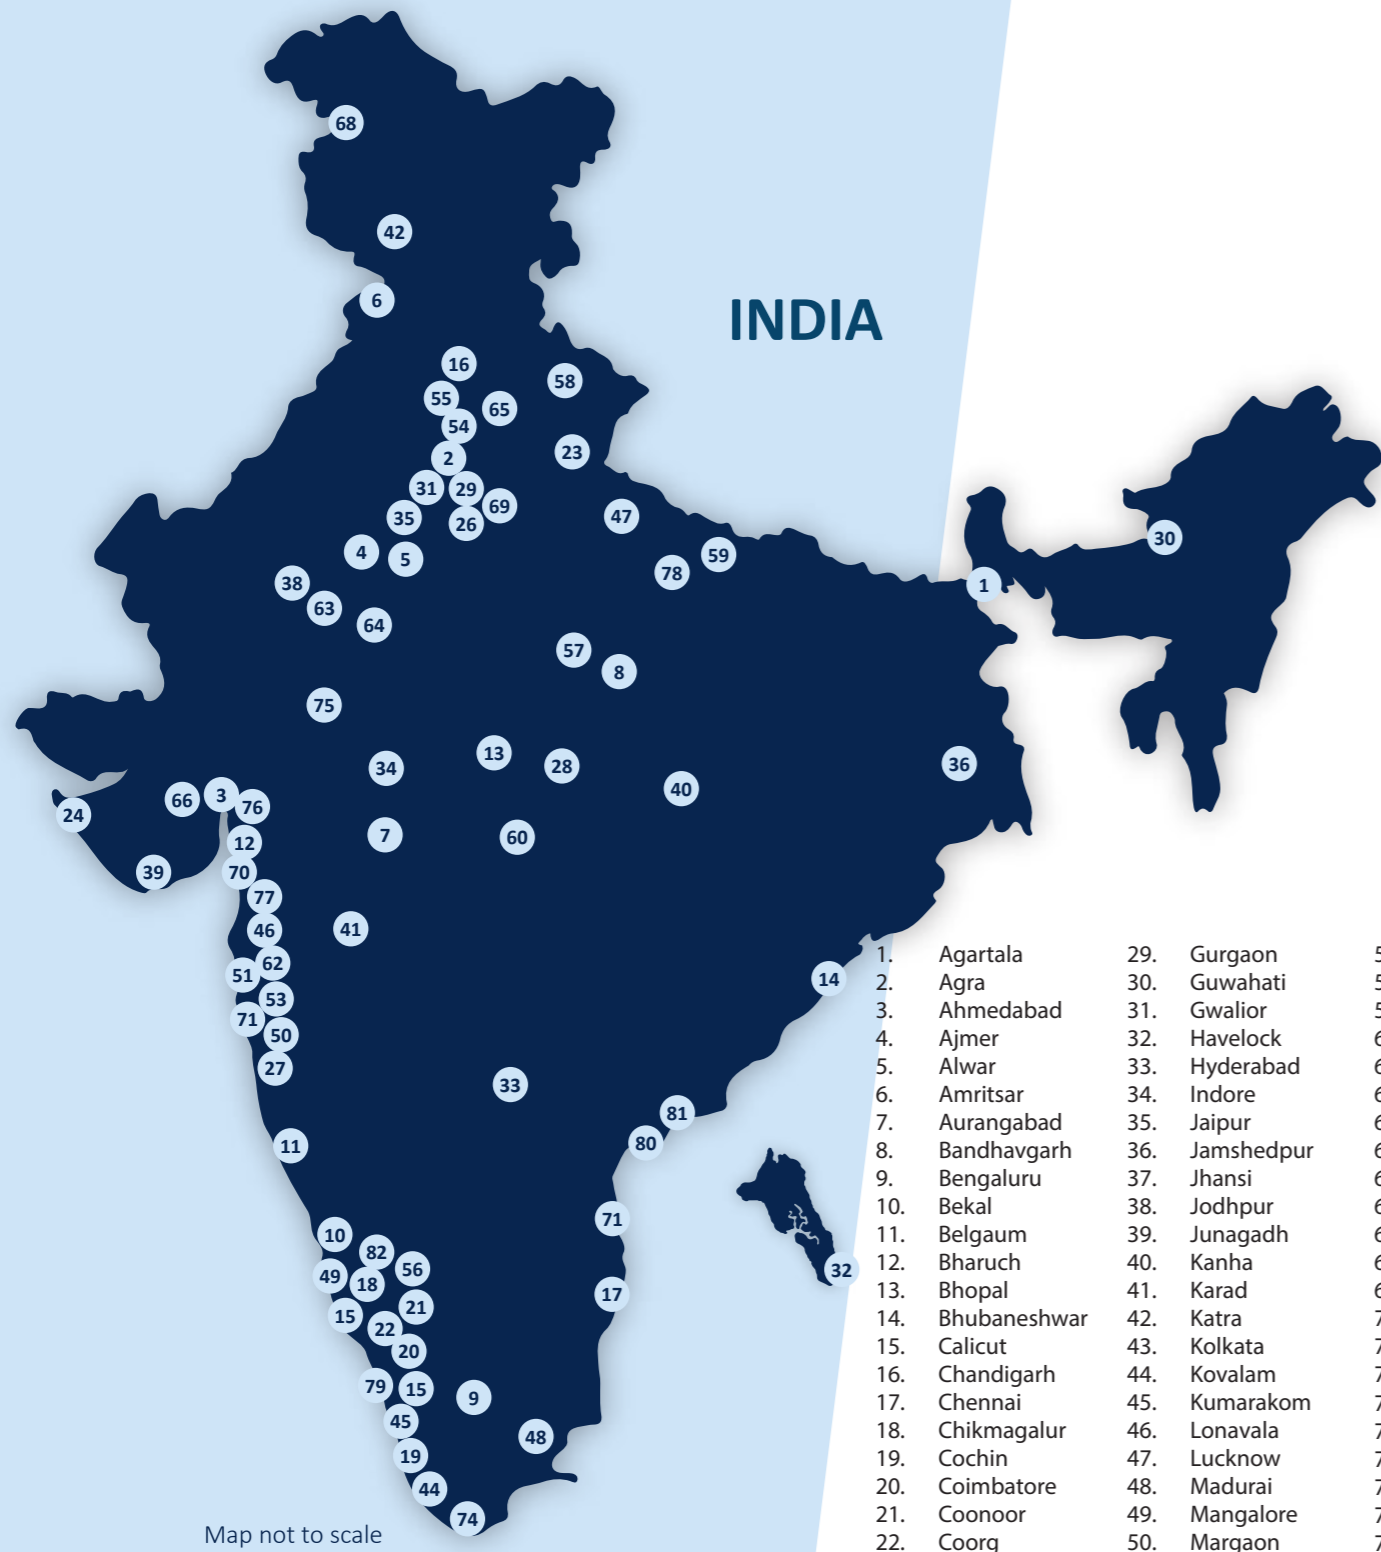 68
42
6
INDIA
16
58
55
65
54
23
2
31
29
69
47
35
26
30
4
5
59
78
38
1
63
64
57
8
75
13
34
28
36
40
66
3
76
24
7
60
12
39
70
77
41
46
62
51
14
53
71
50
27
33
81
80
11
71
10
82
56
32
49
18
17
21
15
22
20
79
15
9
45
48
19
44
74
Map not to scale
1. Agartala
2. Agra
3. Ahmedabad
4. Ajmer
5. Alwar
6. Amritsar
7. Aurangabad
8. Bandhavgarh
9. Bengaluru
10. Bekal
11. Belgaum
12. Bharuch
13. Bhopal
14. Bhubaneshwar
15. Calicut
16. Chandigarh
17. Chennai
18. Chikmagalur
19. Cochin
20. Coimbatore
21. Coonoor
22. Coorg
29. Gurgaon
30. Guwahati
31. Gwalior
32. Havelock
33. Hyderabad
34. Indore
35. Jaipur
36. Jamshedpur
37. Jhansi
38. Jodhpur
39. Junagadh
40. Kanha
41. Karad
42. Katra
43. Kolkata
44. Kovalam
45. Kumarakom
46. Lonavala
47. Lucknow
48. Madurai
49. Mangalore
50. Margaon